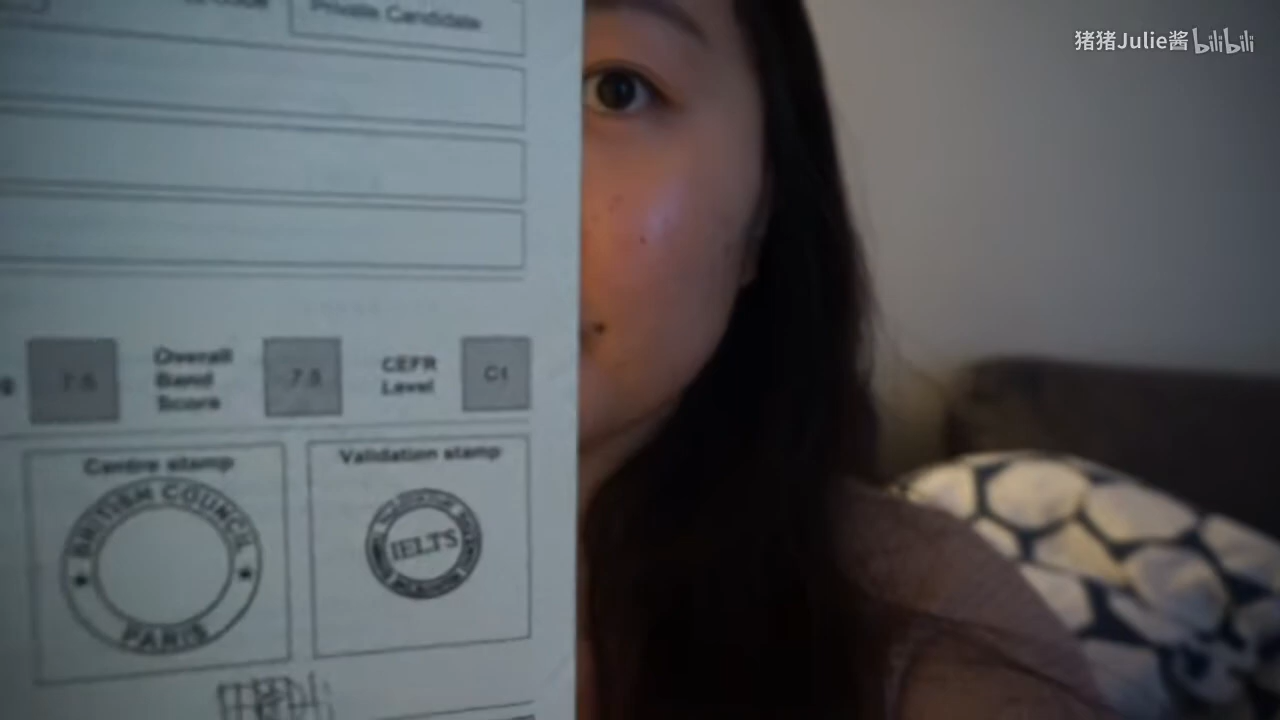 猪猪Julie酱 bilibili
Private Candidate
7.5
Overall
Band
Score
7.5
CEFR
Level
C1
Centre stamp
Validation stamp
BRITISH COUNCIL
PARIS
IELTS